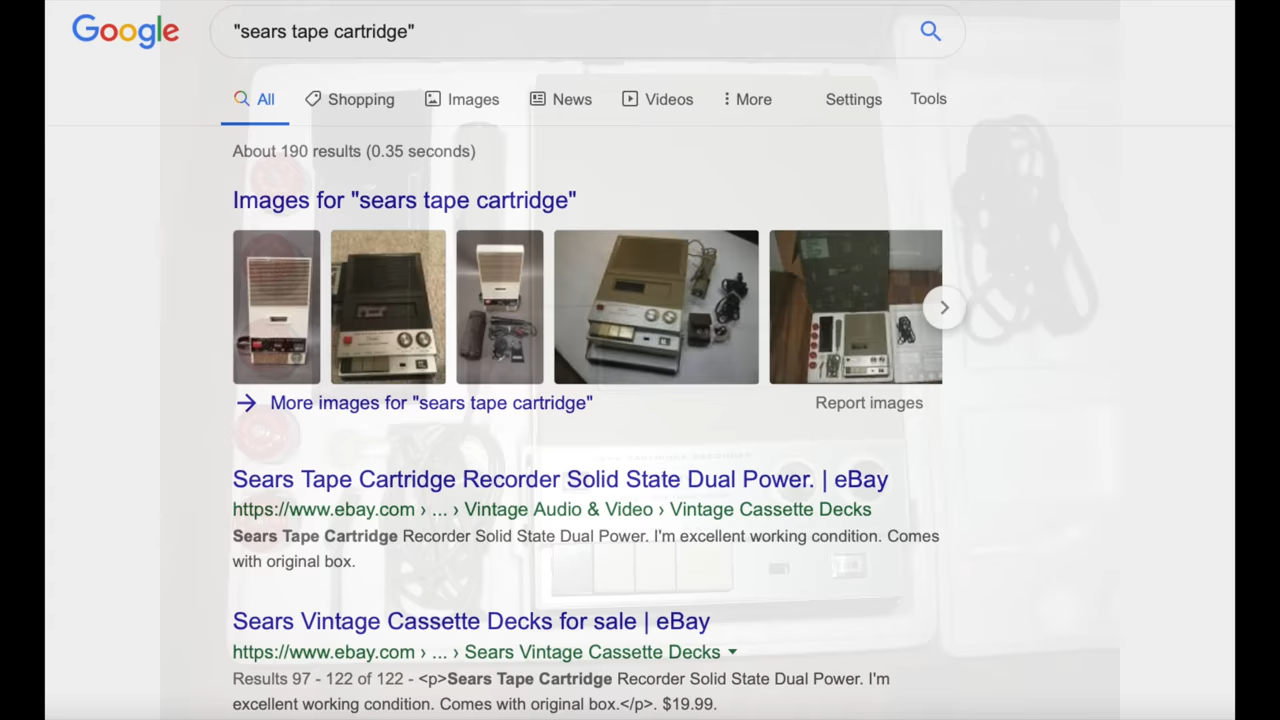 Google
"sears tape cartridge"
All Shopping Images News Videos More Settings Tools
About 190 results (0.35 seconds)
Images for "sears tape cartridge"
More images for "sears tape cartridge" Report images
Sears Tape Cartridge Recorder Solid State Dual Power. | eBay
https://www.ebay.com › ... › Vintage Audio & Video › Vintage Cassette Decks
Sears Tape Cartridge Recorder Solid State Dual Power. I'm excellent working condition. Comes
with original box.
Sears Vintage Cassette Decks for sale | eBay
https://www.ebay.com › ... › Sears Vintage Cassette Decks
Results 97 - 122 of 122 - <p>Sears Tape Cartridge Recorder Solid State Dual Power. I'm
excellent working condition. Comes with original box.</p>. $19.99.